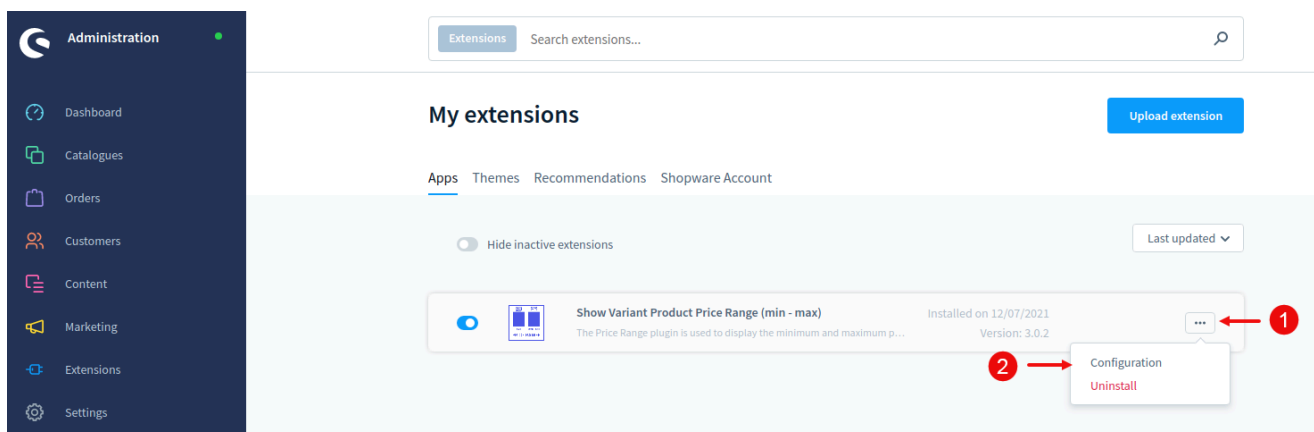 Administration
Extensions Search extensions...
Dashboard
My extensions
Upload extension
Catalogues
Apps Themes Recommendations Shopware Account
Orders
Customers
Hide inactive extensions
Last updated
Content
Marketing
Show Variant Product Price Range (min - max)
Installed on 12/07/2021
The Price Range plugin is used to display the minimum and maximum p...
Version: 3.0.2
1
Extensions
2
Configuration
Uninstall
Settings